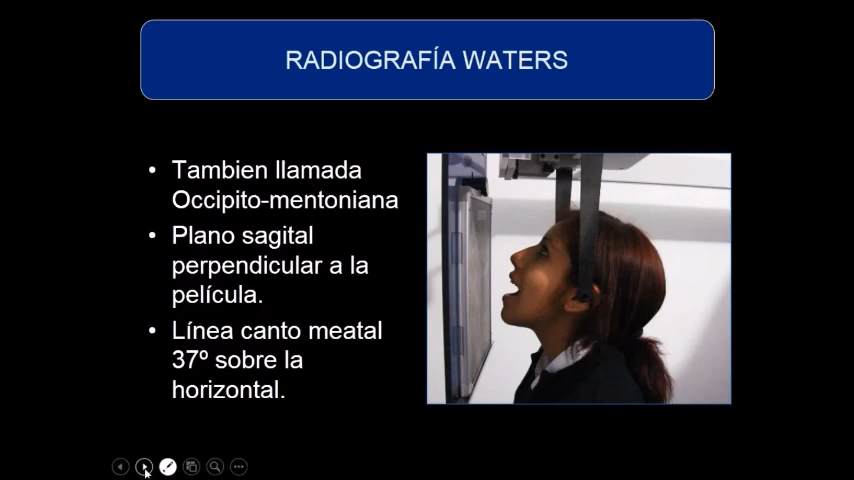 RADIOGRAFÍA WATERS
• Tambien llamada
Occipito-mentoniana
• Plano sagital
perpendicular a la
película.
• Línea canto meatal
37º sobre la
horizontal.